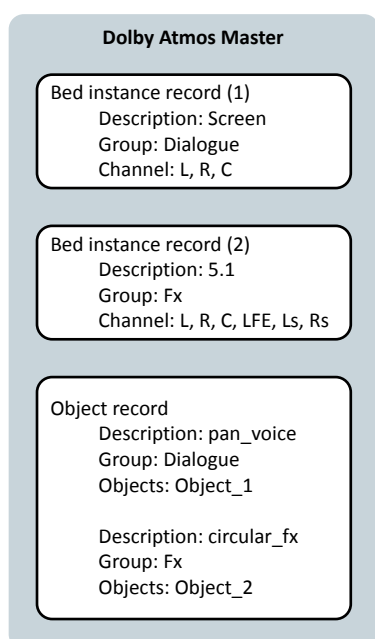 Dolby Atmos Master
Bed instance record (1)
Description: Screen
Group: Dialogue
Channel: L, R, C
Bed instance record (2)
Description: 5.1
Group: Fx
Channel: L, R, C, LFE, Ls, Rs
Object record
Description: pan_voice
Group: Dialogue
Objects: Object_1
Description: circular_fx
Group: Fx
Objects: Object_2